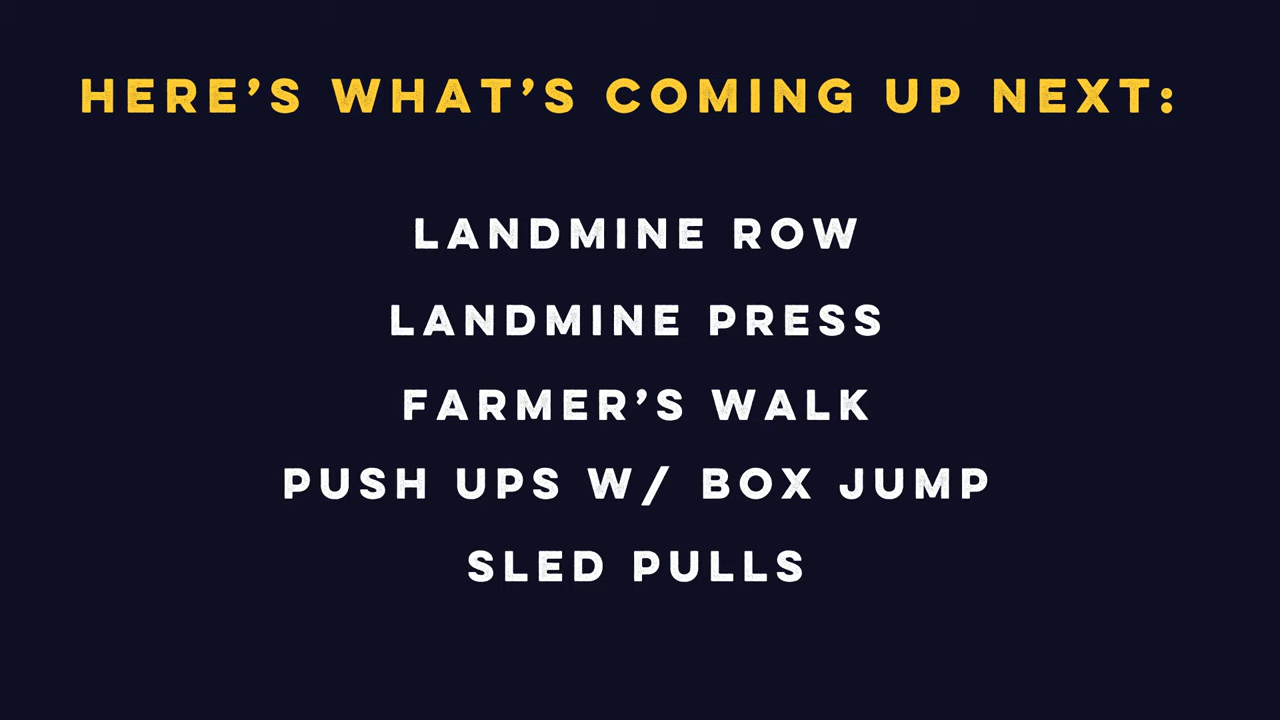 HERE’S WHAT’S COMING UP NEXT:
LANDMINE ROW
LANDMINE PRESS
FARMER’S WALK
PUSH UPS W/ BOX JUMP
SLED PULLS